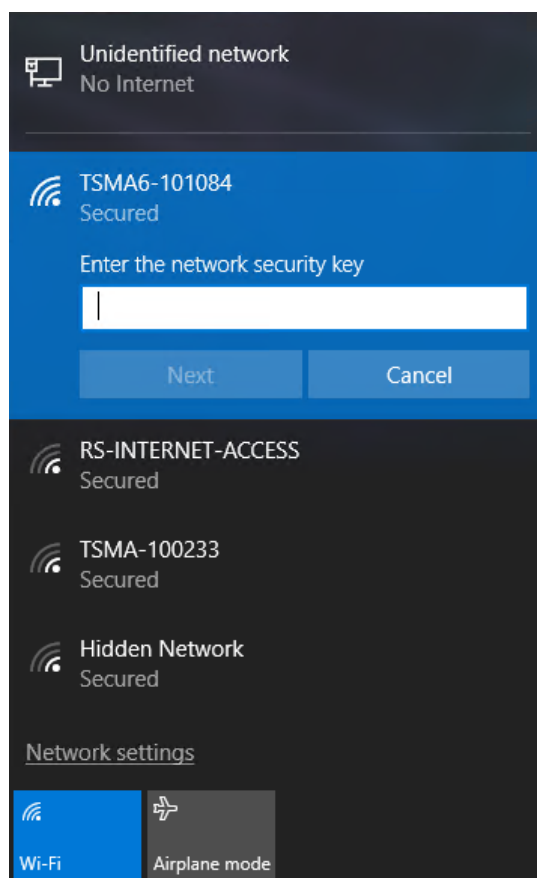 Unidentified network
No Internet
TSMA6-101084
Secured
Enter the network security key
Next Cancel
RS-INTERNET-ACCESS
Secured
TSMA-100233
Secured
Hidden Network
Secured
Network settings
Wi-Fi Airplane mode